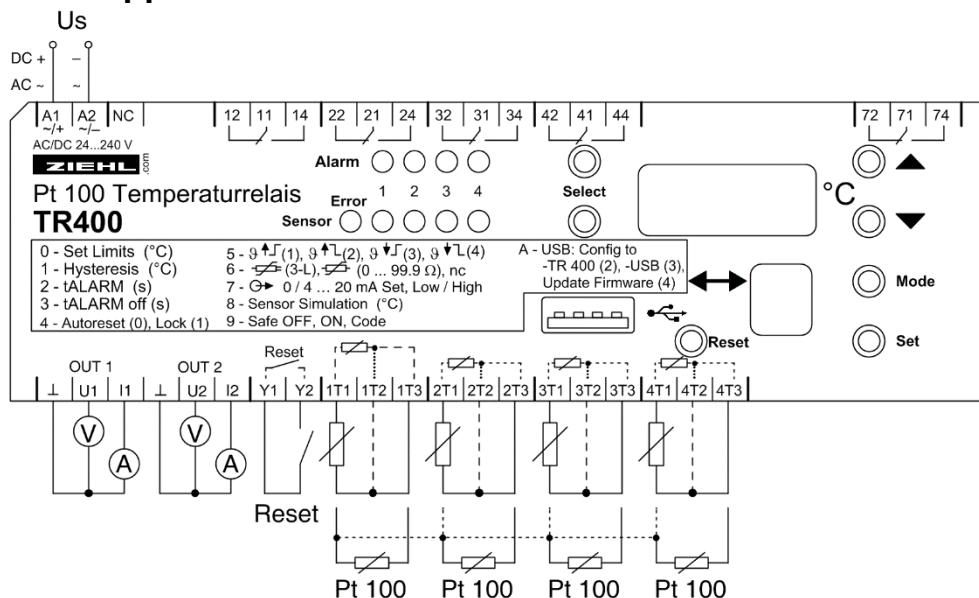 Us
DC + –
AC ~ ~
A1 A2 NC 12 11 14 22 21 24 32 31 34 42 41 44 72 71 74
~/+ ~/–
AC/DC 24...240 V
ZIEHL .com
Alarm
1 2 3 4
Select
°C
Pt 100 Temperaturrelais
Error
TR400
Sensor
0 - Set Limits (°C)
1 - Hysteresis (°C)
2 - tALARM (s)
3 - tALARM off (s)
4 - Autoreset (0), Lock (1)
5 - ϑ (1), ϑ (2), ϑ (3), ϑ (4)
6 - (3-L), (0 ... 99.9 Ω), nc
7 - 0 / 4 ... 20 mA Set, Low / High
8 - Sensor Simulation (°C)
9 - Safe OFF, ON, Code
A - USB: Config to
-TR 400 (2), -USB (3),
Update Firmware (4)
Mode
Reset
Set
OUT 1 OUT 2 Reset
⊥ U1 I1 ⊥ U2 I2 Y1 Y2 1T1 1T2 1T3 2T1 2T2 2T3 3T1 3T2 3T3 4T1 4T2 4T3
V V
A A
Reset
Pt 100 Pt 100 Pt 100 Pt 100